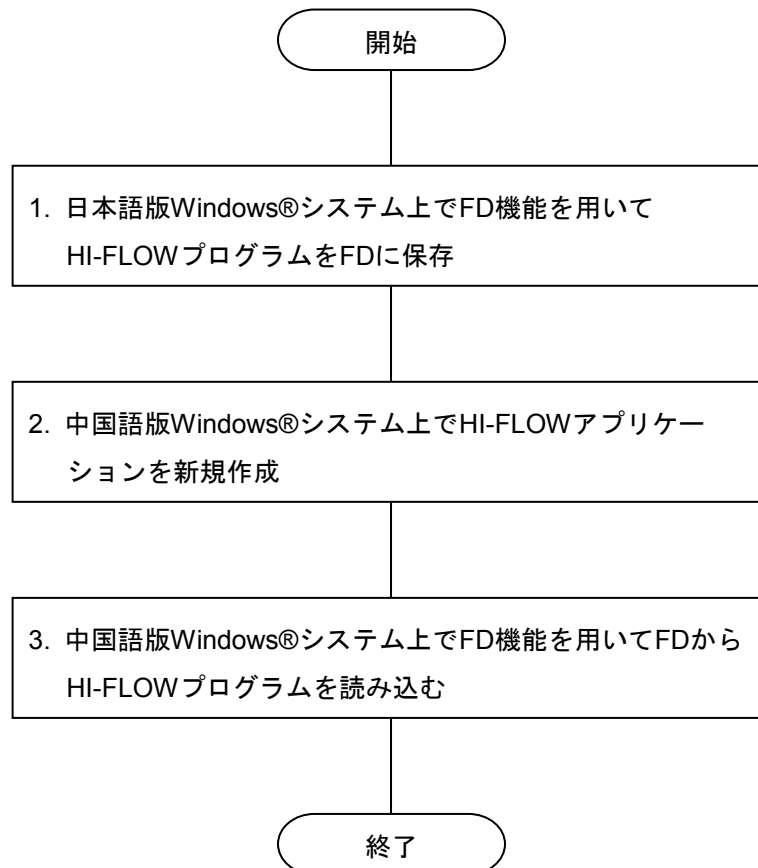 開始
1. 日本語版Windows®システム上でFD機能を用いて
HI-FLOWプログラムをFDに保存
2. 中国語版Windows®システム上でHI-FLOWアプリケー
ションを新規作成
3. 中国語版Windows®システム上でFD機能を用いてFDから
HI-FLOWプログラムを読み込む
終了